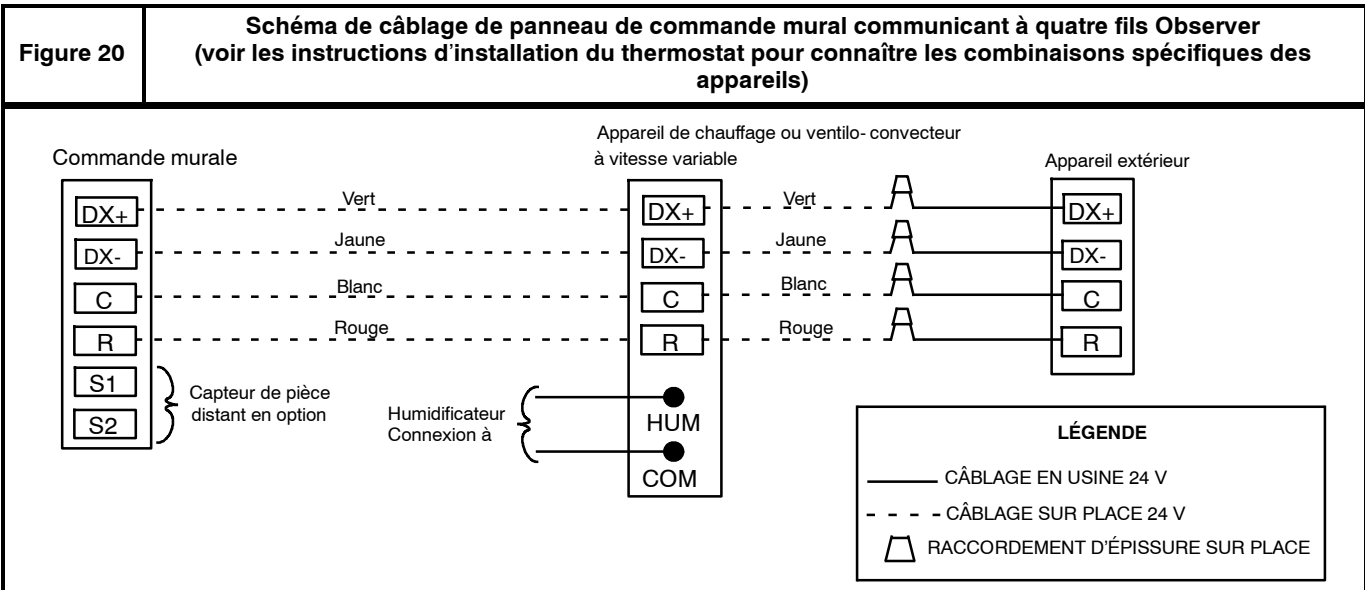 Figure 20
Schéma de câblage de panneau de commande mural communicant à quatre fils Observer
(voir les instructions d'installation du thermostat pour connaître les combinaisons spécifiques des
appareils)
Commande murale
Appareil de chauffage ou ventilo- convecteur
à vitesse variable
Appareil extérieur
DX+
Vert
DX+
Vert
DX+
DX-
Jaune
DX-
Jaune
DX-
C
Blanc
C
Blanc
C
R
Rouge
R
Rouge
R
S1
S2
Capteur de pièce
distant en option
Humidificateur
Connexion à
HUM
COM
LÉGENDE
CÂBLAGE EN USINE 24 V
CÂBLAGE SUR PLACE 24 V
RACCORDEMENT D'ÉPISSURE SUR PLACE